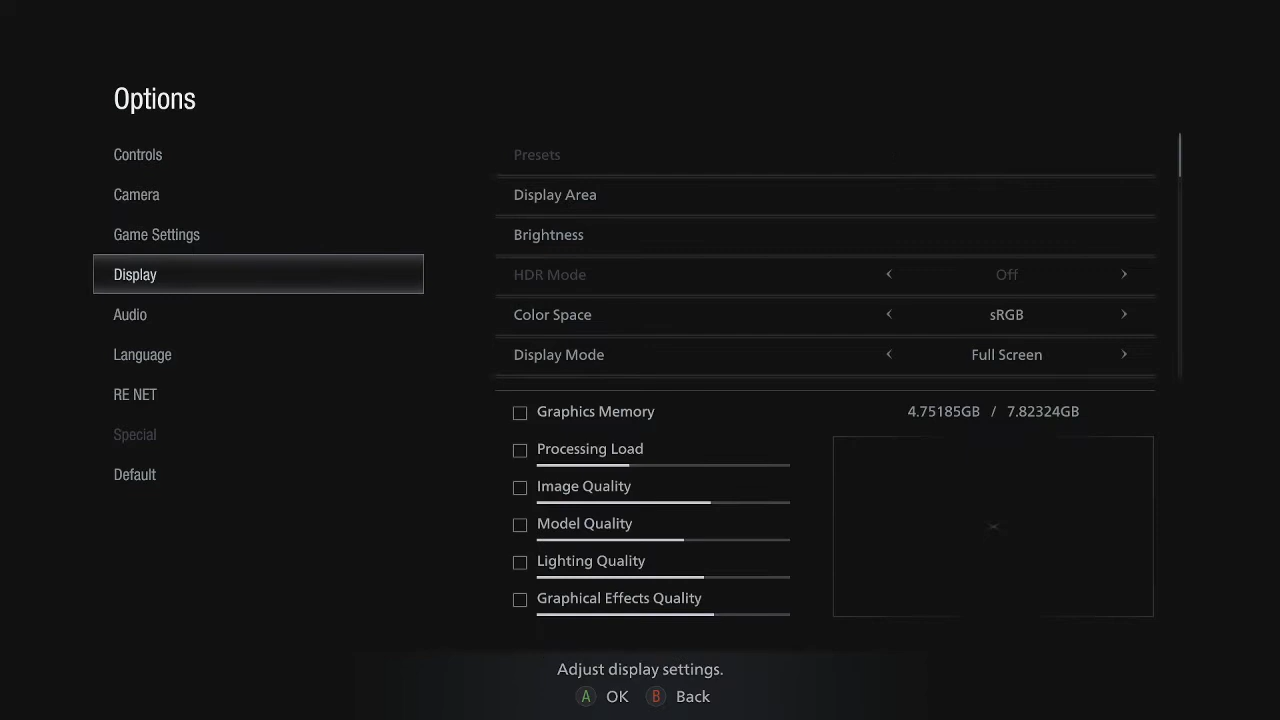 Options
Controls
Camera
Game Settings
Display
Audio
Language
RE NET
Special
Default
Presets
Display Area
Brightness
HDR Mode Off
Color Space sRGB
Display Mode Full Screen
Graphics Memory 4.75185GB / 7.82324GB
Processing Load
Image Quality
Model Quality
Lighting Quality
Graphical Effects Quality
Adjust display settings.
A OK B Back